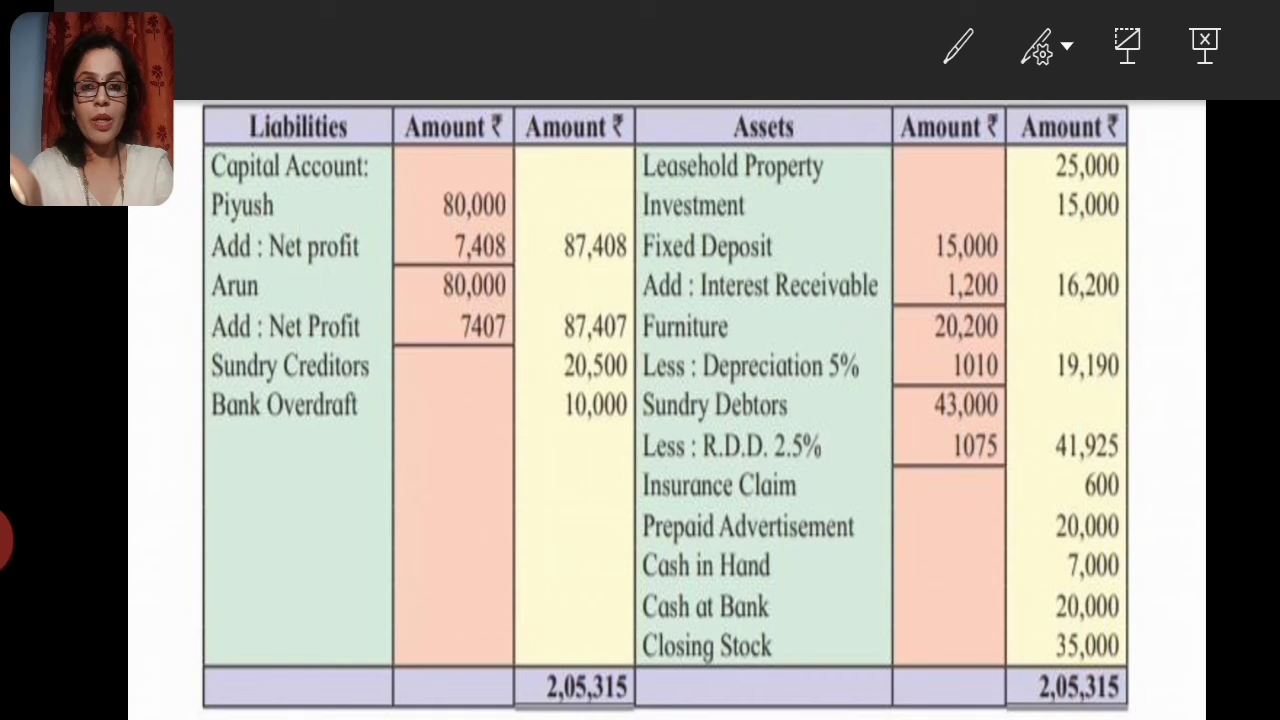 Liabilities Amount ₹ Amount ₹ Assets Amount ₹ Amount ₹
Capital Account: Leasehold Property 25,000
Piyush 80,000 Investment 15,000
Add : Net profit 7,408 87,408 Fixed Deposit 15,000
Arun 80,000 Add : Interest Receivable 1,200 16,200
Add : Net Profit 7407 87,407 Furniture 20,200
Sundry Creditors 20,500 Less : Depreciation 5% 1010 19,190
Bank Overdraft 10,000 Sundry Debtors 43,000
Less : R.D.D. 2.5% 1075 41,925
Insurance Claim 600
Prepaid Advertisement 20,000
Cash in Hand 7,000
Cash at Bank 20,000
Closing Stock 35,000
2,05,315 2,05,315